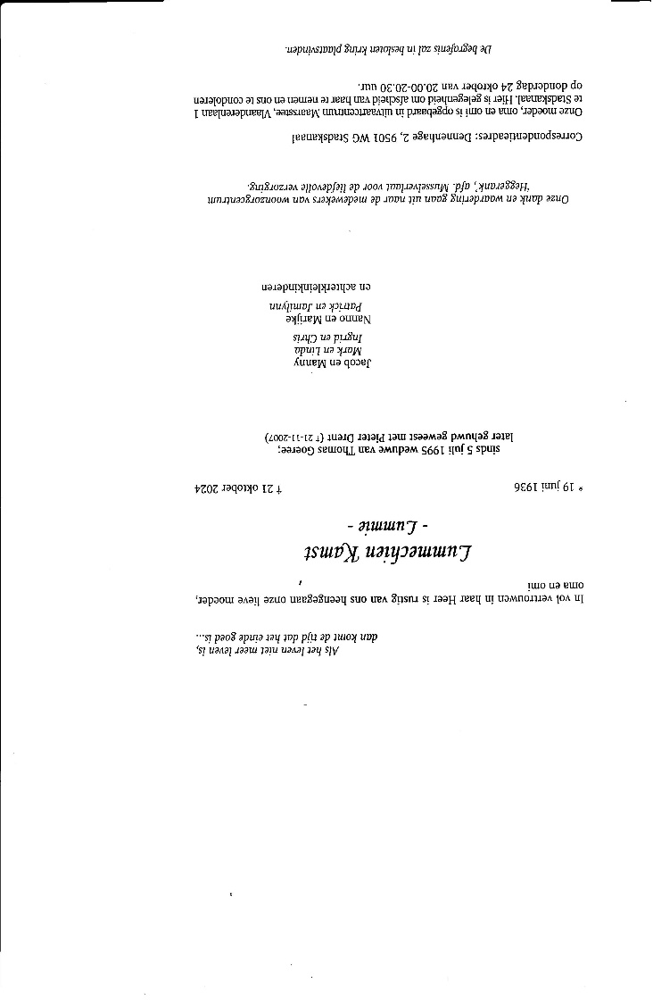 Als het leven niet meer leven is,
dan komt de tijd dat het einde goed is...
In vol vertrouwen in haar Heer is rustig van ons heengegaan onze lieve moeder,
oma en omi
Lummechien Kamst
- Lummie -
* 19 juni 1936 † 21 oktober 2024
sinds 5 juli 1995 weduwe van Thomas Goeree;
later gehuwd geweest met Pieter Drent († 21-11-2007)
Jacob en Manny
Mark en Linda
Ingrid en Chris
Nanno en Marijke
Patrick en Jamilynn
en achterkleinkinderen
Onze dank en waardering gaan uit naar de medewekers van woonzorgcentrum
'Heggerank', afd. Musselverlaat voor de liefdevolle verzorging.
Correspondentieadres: Dennenhage 2, 9501 WG Stadskanaal
Onze moeder, oma en omi is opgebaard in uitvaartcentrum Maarsstee, Vlaanderenlaan 1
te Stadskanaal. Hier is gelegenheid om afscheid van haar te nemen en ons te condoleren
op donderdag 24 oktober van 20.00-20.30 uur.
De begrafenis zal in besloten kring plaatsvinden.